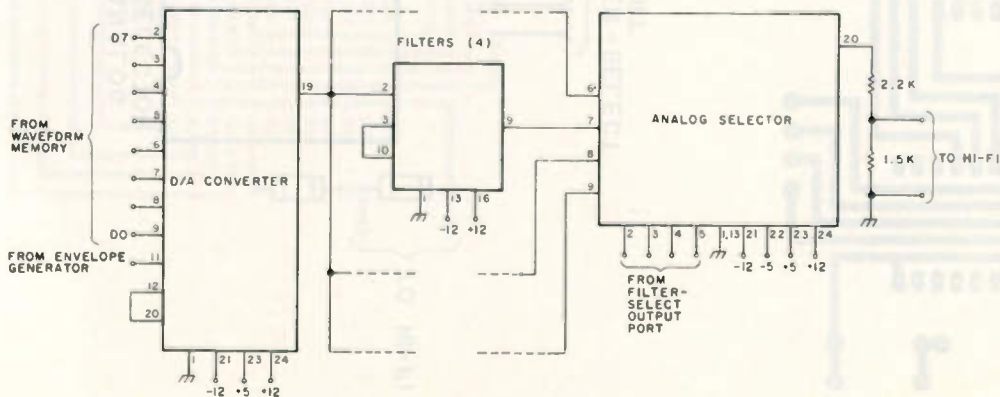 D7
2
3
4
5
6
7
8
D0
9
11
12
20
FROM
WAVEFORM
MEMORY
FROM ENVELOPE
GENERATOR
D/A CONVERTER
19
1
21
23
24
-12
+5
+12
FILTERS (4)
2
3
10
9
1
13
16
-12
+12
6
7
8
9
ANALOG SELECTOR
20
2.2K
1.5K
TO HI-FI
2
3
4
5
1,13
21
22
23
24
-12
-5
+5
+12
FROM
FILTER-
SELECT
OUTPUT
PORT